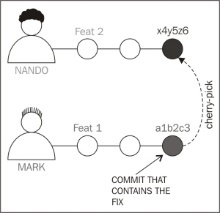 Feat 2
x4y5z6
NANDO
cherry-pick
Feat 1
a1b2c3
MARK
COMMIT THAT
CONTAINS THE
FIX